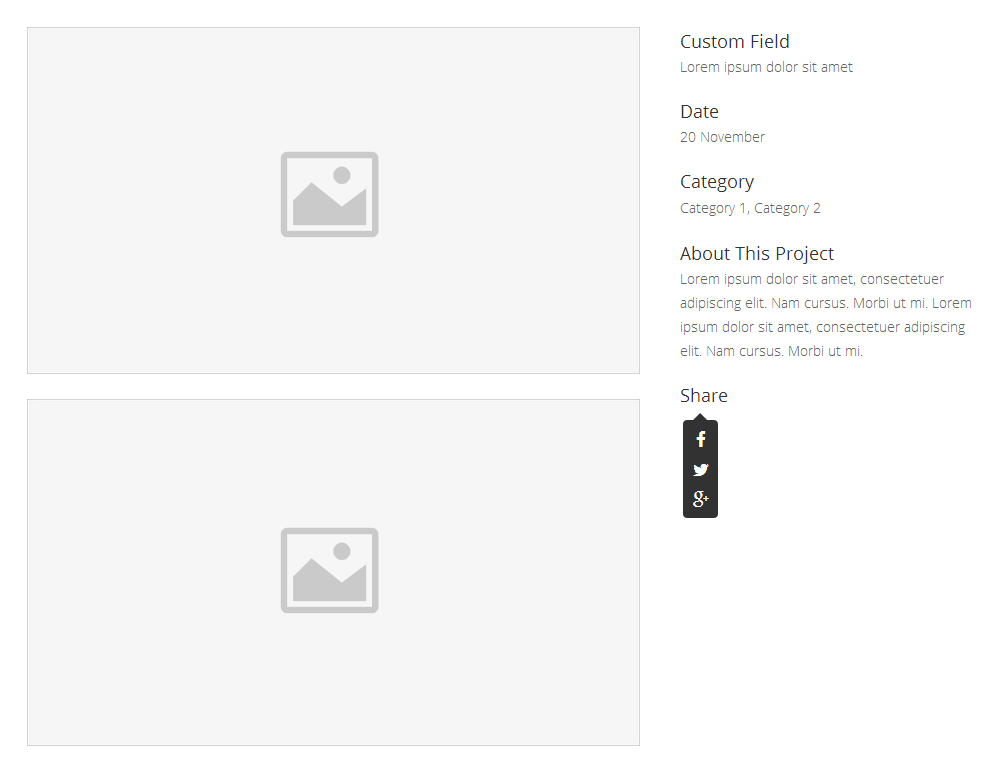 Custom Field
Lorem ipsum dolor sit amet
Date
20 November
Category
Category 1, Category 2
About This Project
Lorem ipsum dolor sit amet, consectetuer
adipiscing elit. Nam cursus. Morbi ut mi. Lorem
ipsum dolor sit amet, consectetuer adipiscing
elit. Nam cursus. Morbi ut mi.
Share